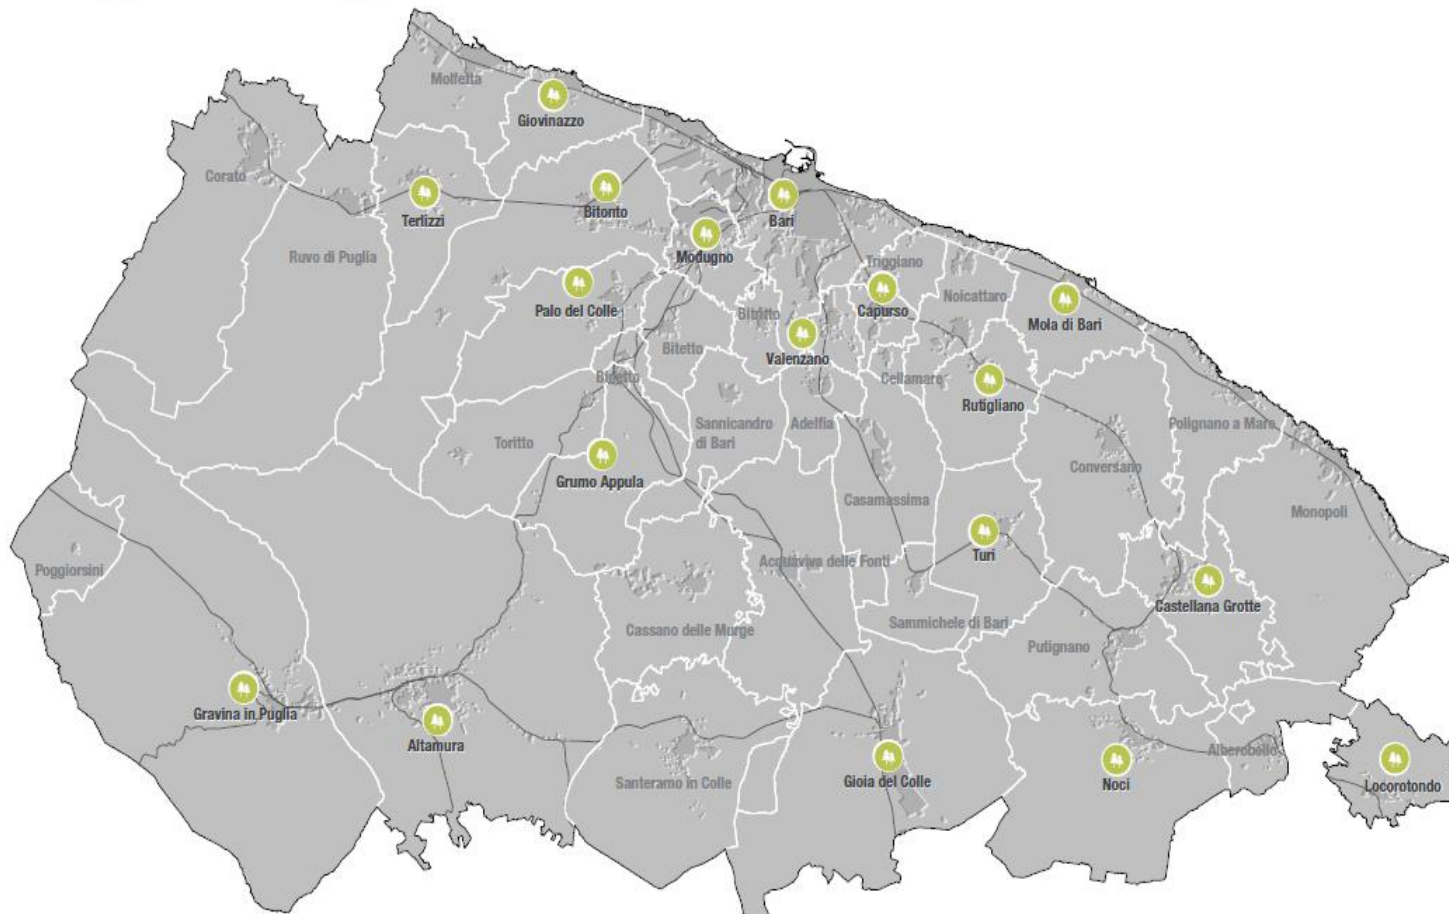 Molfetta
Giovinazzo
Corato
Terlizzi
Bitonto
Bari
Ruvo di Puglia
Modugno
Triggiano
Palo del Colle
Capurso
Noicattaro
Mola di Bari
Bitritto
Bitetto
Valenzano
Binetto
Cellamare
Rutigliano
Toritto
Sannicandro
di Bari
Adelfia
Polignano a Mare
Grumo Appula
Conversano
Casamassima
Monopoli
Poggiorsini
Acquaviva delle Fonti
Turi
Castellana Grotte
Cassano delle Murge
Sammichele di Bari
Putignano
Gravina in Puglia
Altamura
Santeramo in Colle
Gioia del Colle
Noci
Alberobello
Locorotondo